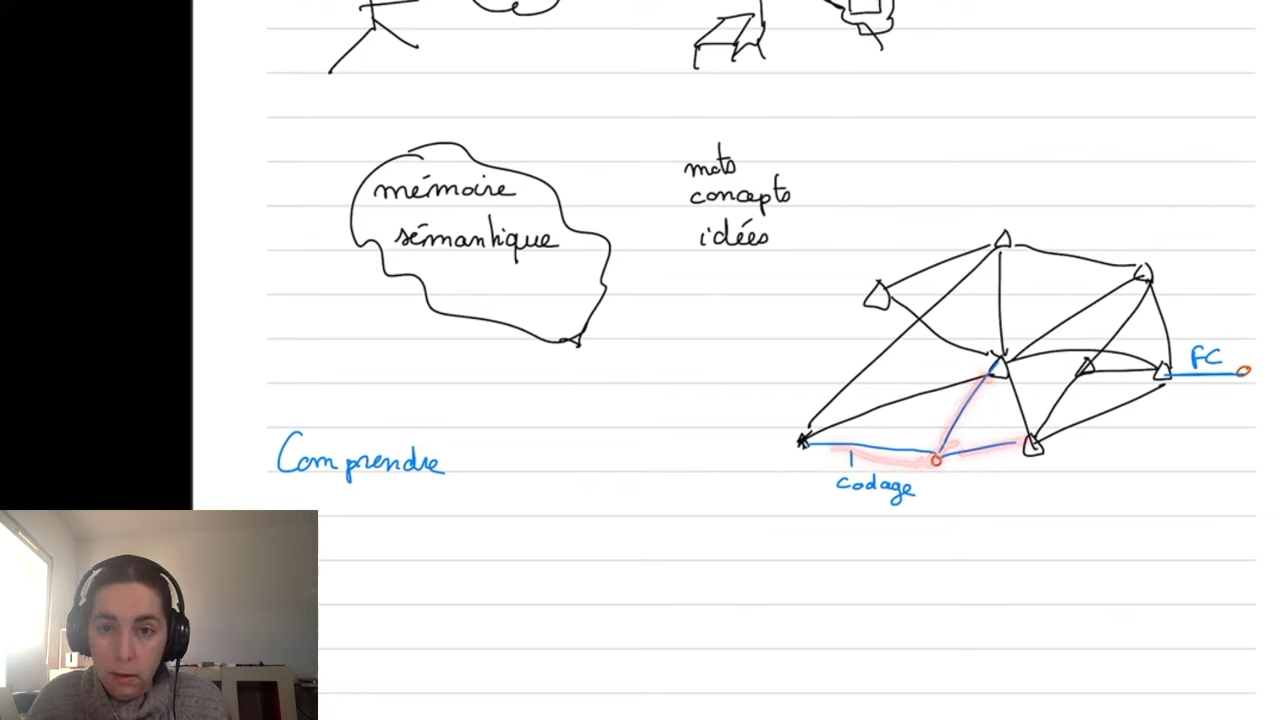 mémoire
sémantique
mots
concepts
idées
FC
Comprendre
codage